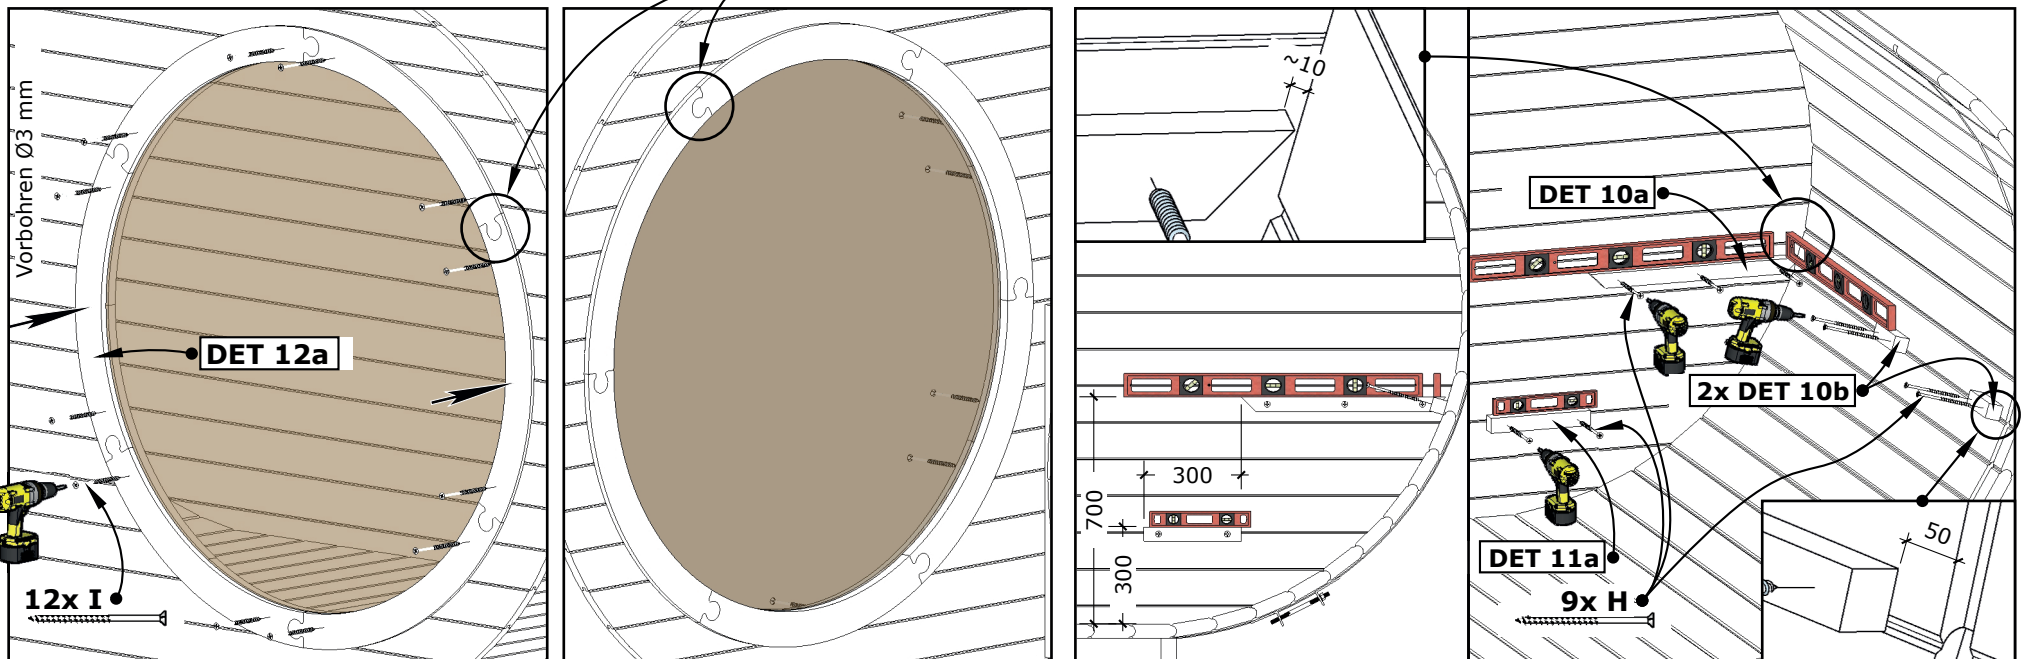 Vorbohren Ø3 mm
DET 12a
12x I
~10
300
700
300
DET 10a
2x DET 10b
DET 11a
9x H
50